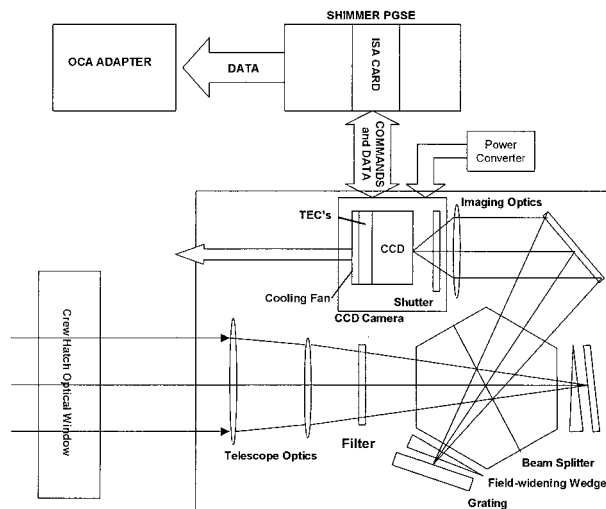 SHIMMER PGSE
OCA ADAPTER
DATA
ISA CARD
COMMANDS
and DATA
Power
Converter
TEC's
CCD
Imaging Optics
Cooling Fan
Shutter
CCD Camera
Crew Hatch Optical Window
Telescope Optics
Filter
Beam Splitter
Field-widening Wedge
Grating